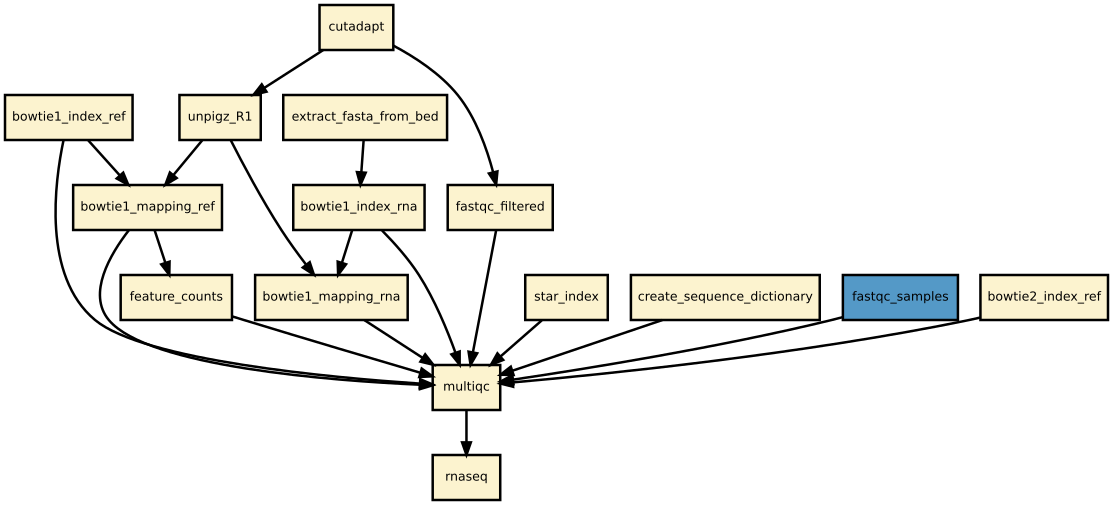 cutadapt
bowtie1_index_ref
unpigz_R1
extract_fasta_from_bed
bowtie1_mapping_ref
bowtie1_index_rna
fastqc_filtered
feature_counts
bowtie1_mapping_rna
star_index
create_sequence_dictionary
fastqc_samples
bowtie2_index_ref
multiqc
rnaseq